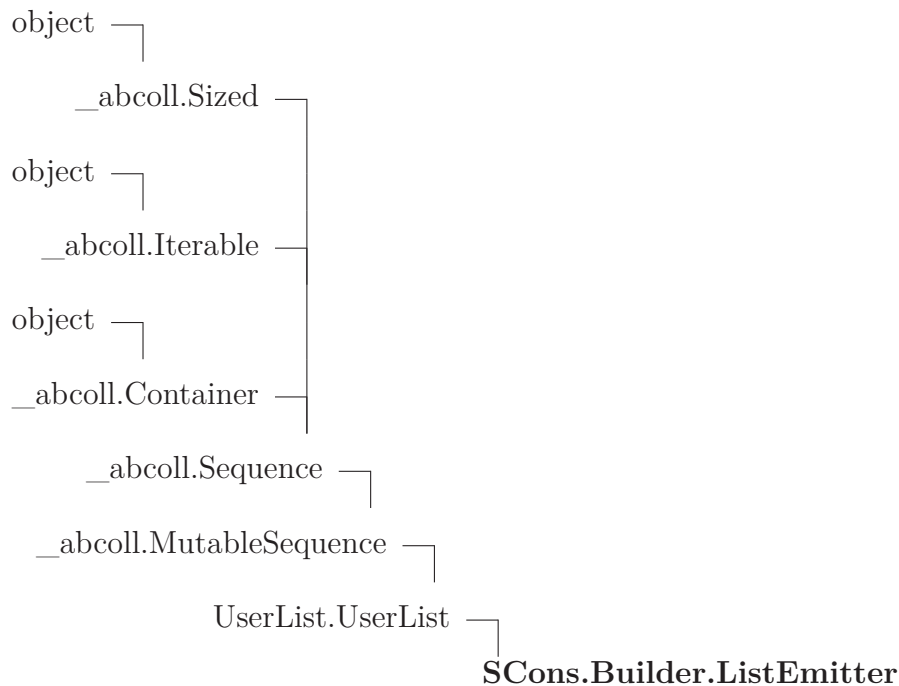 object
_abcoll.Sized
object
_abcoll.Iterable
object
_abcoll.Container
_abcoll.Sequence
_abcoll.MutableSequence
UserList.UserList
SCons.Builder.ListEmitter